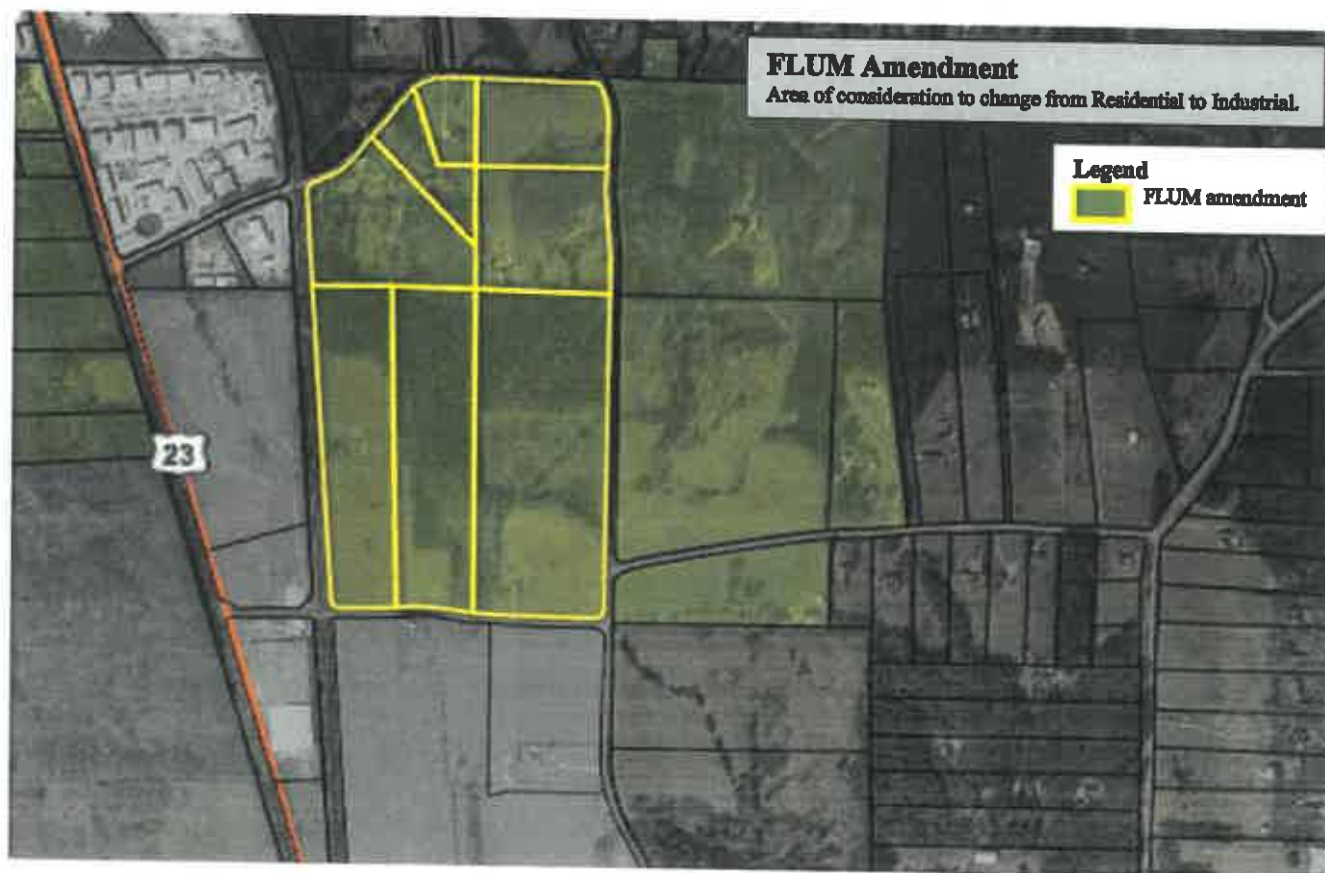 FLUM Amendment
Area of consideration to change from Residential to Industrial.
Legend
FLUM amendment
23